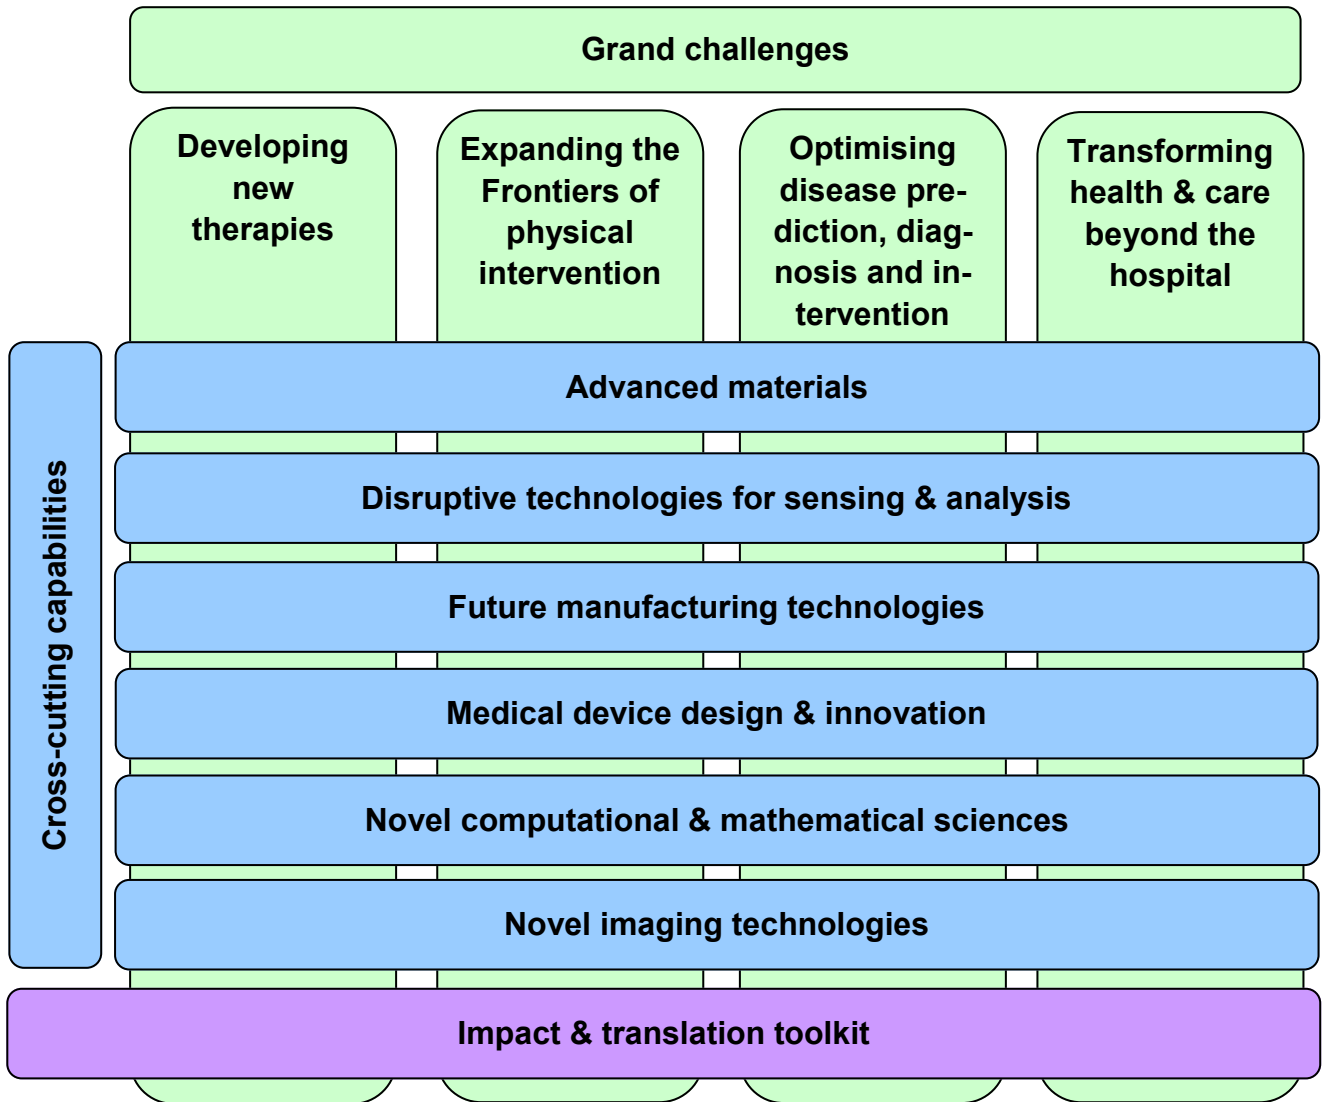 Grand challenges
Developing
new
therapies
Expanding the
Frontiers of
physical
intervention
Optimising
disease pre-
diction, diag-
nosis and in-
tervention
Transforming
health & care
beyond the
hospital
Cross-cutting capabilities
Advanced materials
Disruptive technologies for sensing & analysis
Future manufacturing technologies
Medical device design & innovation
Novel computational & mathematical sciences
Novel imaging technologies
Impact & translation toolkit